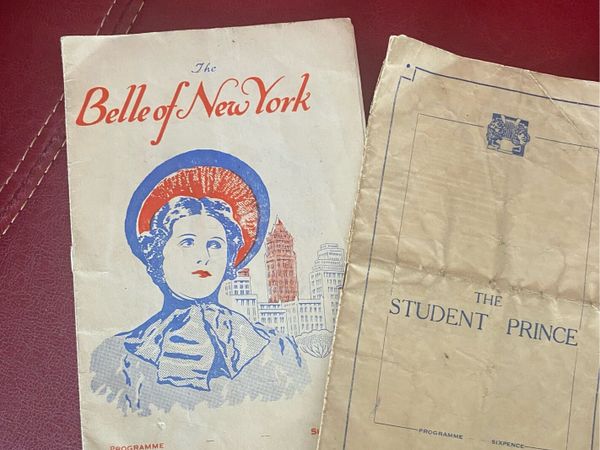 The
Belle of New York
PROGRAMME
THE
STUDENT PRINCE
PROGRAMME SIXPENCE